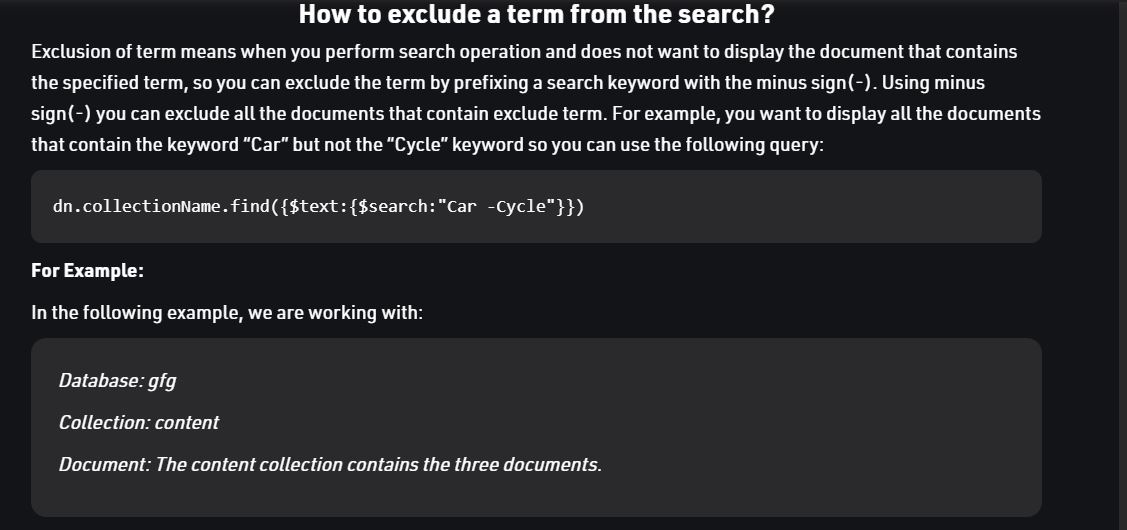 How to exclude a term from the search?
Exclusion of term means when you perform search operation and does not want to display the document that contains
the specified term, so you can exclude the term by prefixing a search keyword with the minus sign(-). Using minus
sign(-) you can exclude all the documents that contain exclude term. For example, you want to display all the documents
that contain the keyword “Car” but not the “Cycle” keyword so you can use the following query:
dn.collectionName.find({$text:{$search:"Car -Cycle"}})
For Example:
In the following example, we are working with:
Database: gfg
Collection: content
Document: The content collection contains the three documents.